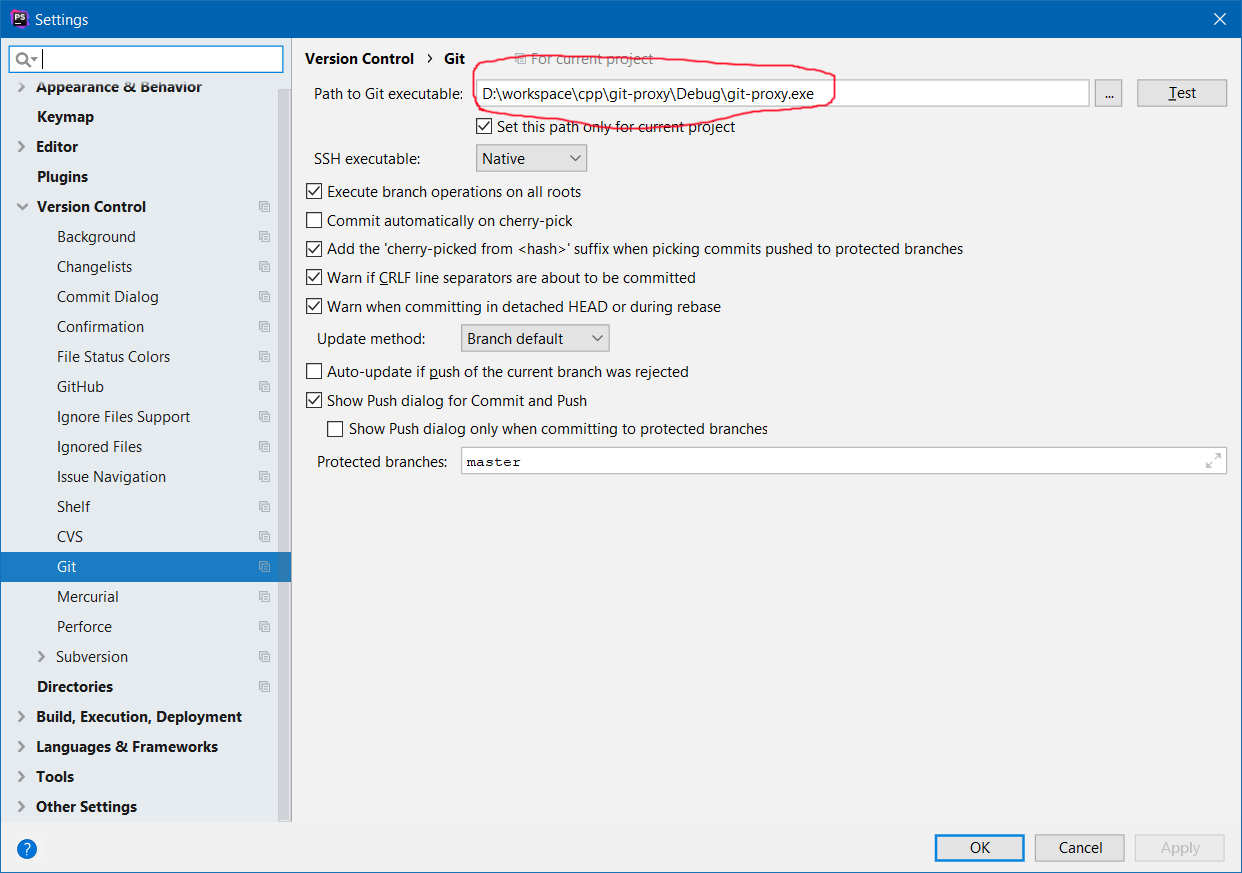 PS Settings
Version Control › Git For current project
Appearance & Behavior
Keymap
Editor
Plugins
Version Control
Background
Changelists
Commit Dialog
Confirmation
File Status Colors
GitHub
Ignore Files Support
Ignored Files
Issue Navigation
Shelf
CVS
Git
Mercurial
Perforce
Subversion
Directories
Build, Execution, Deployment
Languages & Frameworks
Tools
Other Settings
Path to Git executable: D:\workspace\cpp\git-proxy\Debug\git-proxy.exe ... Test
Set this path only for current project
SSH executable: Native
Execute branch operations on all roots
Commit automatically on cherry-pick
Add the 'cherry-picked from <hash>' suffix when picking commits pushed to protected branches
Warn if CRLF line separators are about to be committed
Warn when committing in detached HEAD or during rebase
Update method: Branch default
Auto-update if push of the current branch was rejected
Show Push dialog for Commit and Push
Show Push dialog only when committing to protected branches
Protected branches: master
? OK Cancel Apply